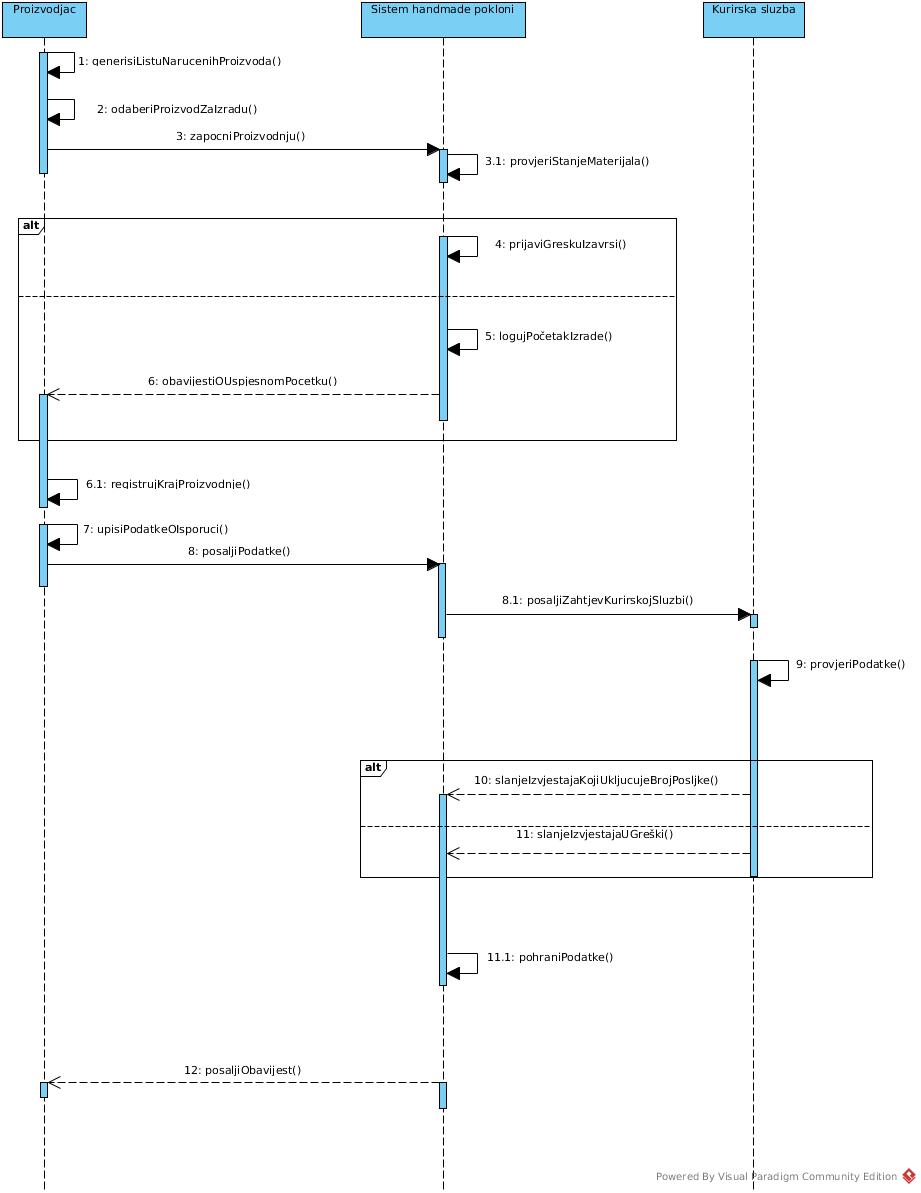 Proizvodjac
Sistem handmade pokloni
Kurirska sluzba
1: generisiListuNarucenihProizvoda()
2: odaberiProizvodZaIzradu()
3: zapocniProizvodnju()
3.1: provjeriStanjeMaterijala()
alt
4: prijaviGreskuIzavrsi()
5: logujPočetakIzrade()
6: obavijestiOUspjesnomPocetku()
6.1: registrujKrajProizvodnje()
7: upisiPodatkeOIsporuci()
8: posaljiPodatke()
8.1: posaljiZahtjevKurirskojSluzbi()
9: provjeriPodatke()
alt
10: slanjeIzvjestajaKojiUkljucujeBrojPosljke()
11: slanjeIzvjestajaUGreški()
11.1: pohraniPodatke()
12: posaljiObavijest()
Powered By Visual Paradigm Community Edition